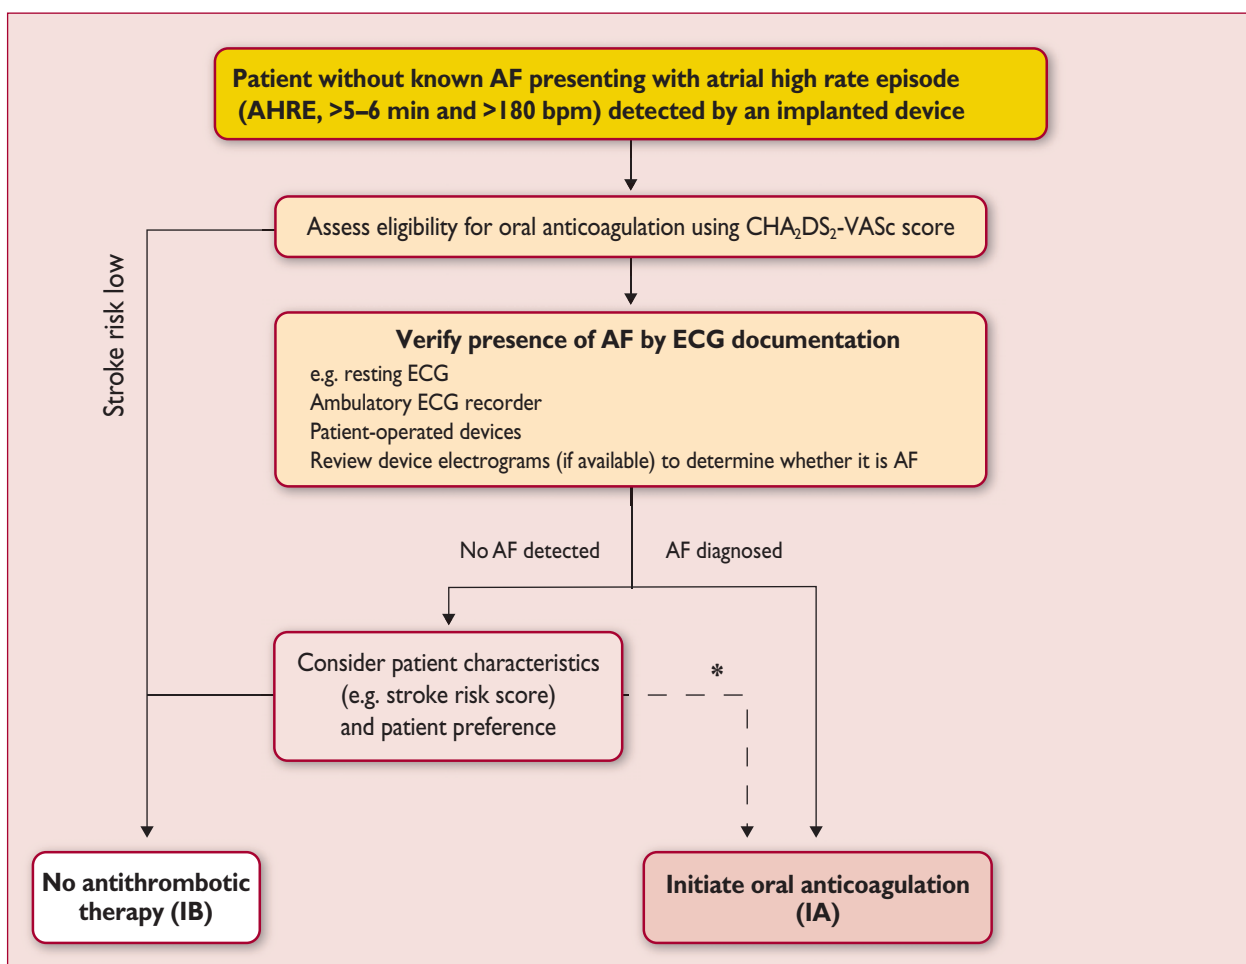 Patient without known AF presenting with atrial high rate episode
(AHRE, >5–6 min and >180 bpm) detected by an implanted device
Assess eligibility for oral anticoagulation using CHA₂DS₂-VASc score
Stroke risk low
Verify presence of AF by ECG documentation
e.g. resting ECG
Ambulatory ECG recorder
Patient-operated devices
Review device electrograms (if available) to determine whether it is AF
No AF detected
AF diagnosed
Consider patient characteristics
(e.g. stroke risk score)
and patient preference
*
No antithrombotic
therapy (IB)
Initiate oral anticoagulation
(IA)